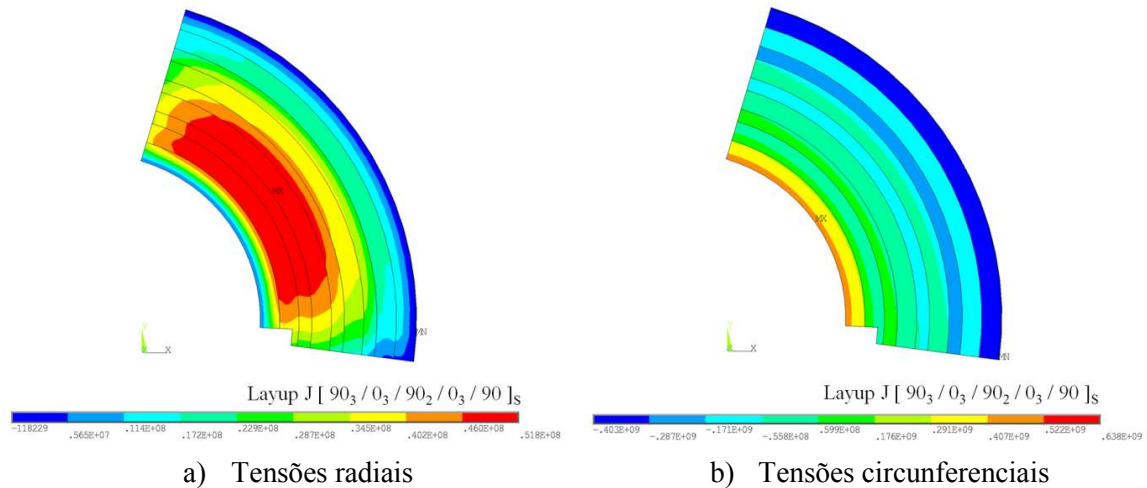 MX
MN
Y
X
Layup J [ 90₃ / 0₃ / 90₂ / 0₃ / 90 ]s
-118229 .565E+07 .114E+08 .172E+08 .229E+08 .287E+08 .345E+08 .402E+08 .460E+08 .518E+08
a) Tensões radiais
MX
MN
Y
X
Layup J [ 90₃ / 0₃ / 90₂ / 0₃ / 90 ]s
-.403E+09 -.287E+09 -.171E+09 -.558E+08 .599E+08 .176E+09 .291E+09 .407E+09 .522E+09 .638E+09
b) Tensões circunferenciais